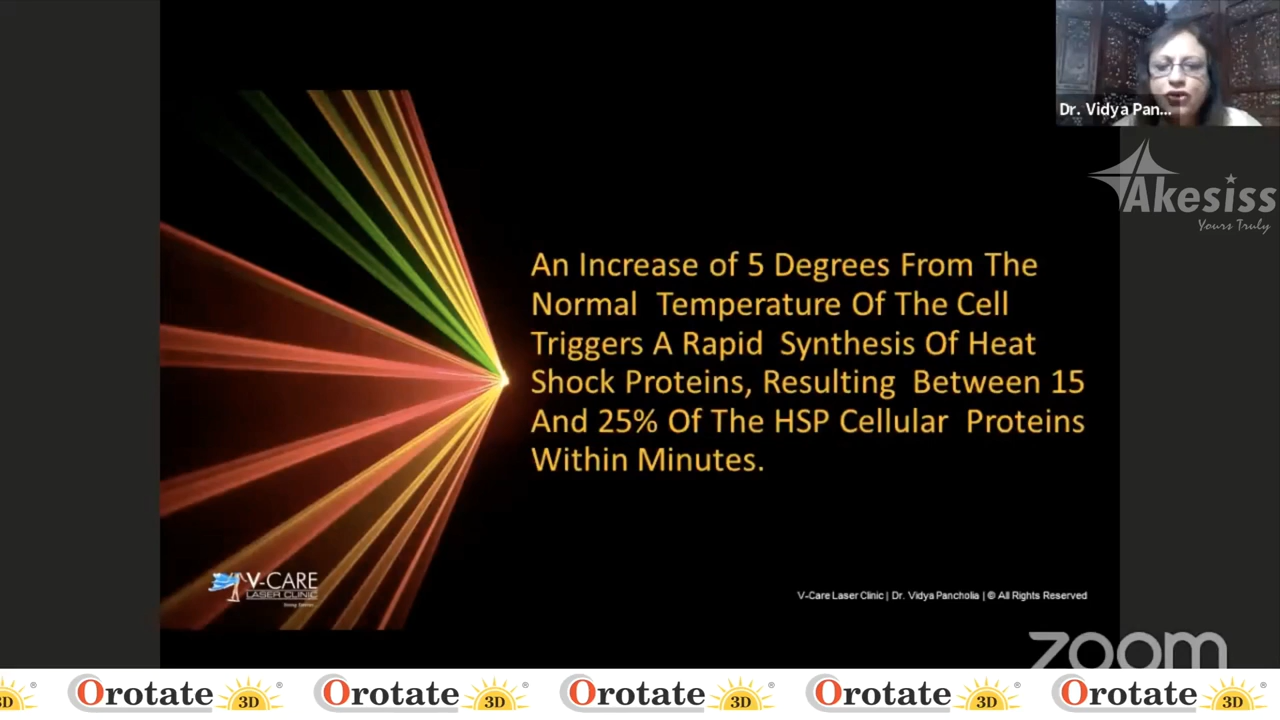 Dr. Vidya Pan...
Akesiss
Yours Truly
An Increase of 5 Degrees From The
Normal Temperature Of The Cell
Triggers A Rapid Synthesis Of Heat
Shock Proteins, Resulting Between 15
And 25% Of The HSP Cellular Proteins
Within Minutes.
V-CARE
LASER CLINIC
V-Care Laser Clinic | Dr. Vidya Pancholia | © All Rights Reserved
zoom
3D® Orotate 3D® Orotate 3D® Orotate 3D® Orotate 3D® Orotate 3D®